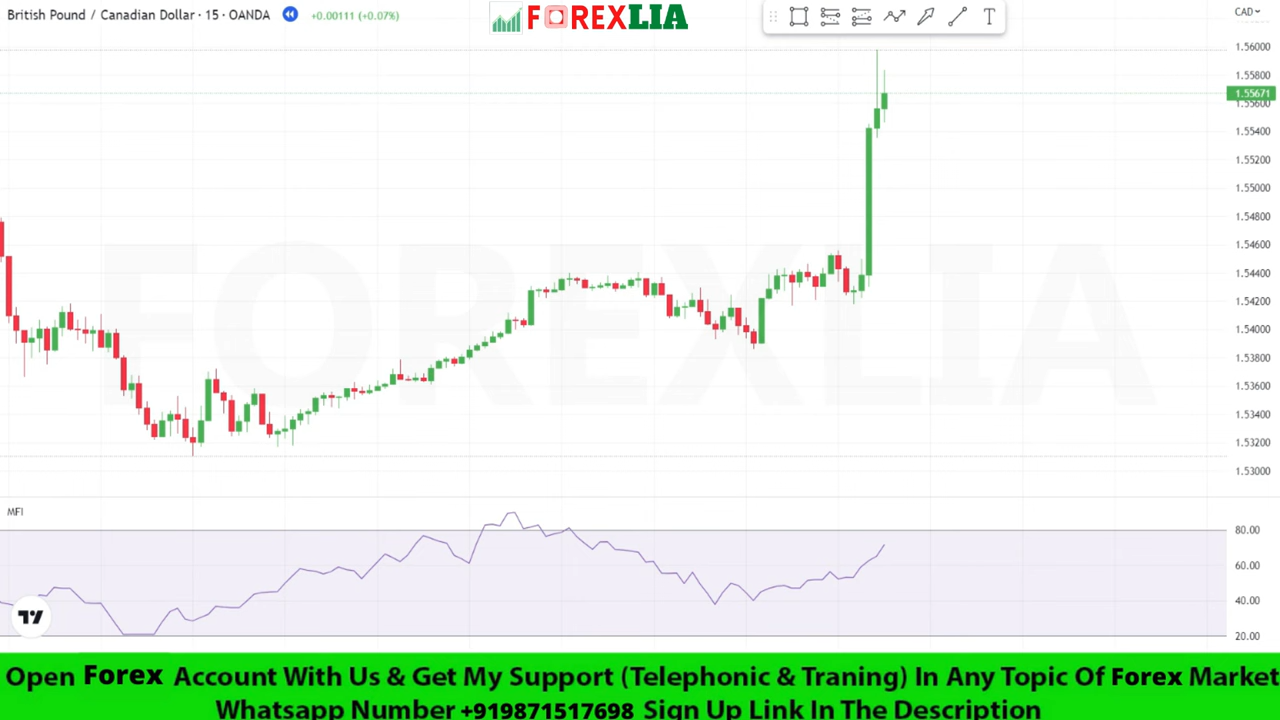 British Pound / Canadian Dollar · 15 · OANDA
+0.00111 (+0.07%)
FOREXLIA
T
CAD
1.56000
1.55800
1.55671
1.55600
1.55400
1.55200
1.55000
1.54800
1.54600
1.54400
1.54200
1.54000
1.53800
1.53600
1.53400
1.53200
1.53000
FOREXLIA
MFI
80.00
60.00
40.00
20.00
Open Forex Account With Us & Get My Support (Telephonic & Traning) In Any Topic Of Forex Market
Whatsapp Number +919871517698 Sign Up Link In The Description